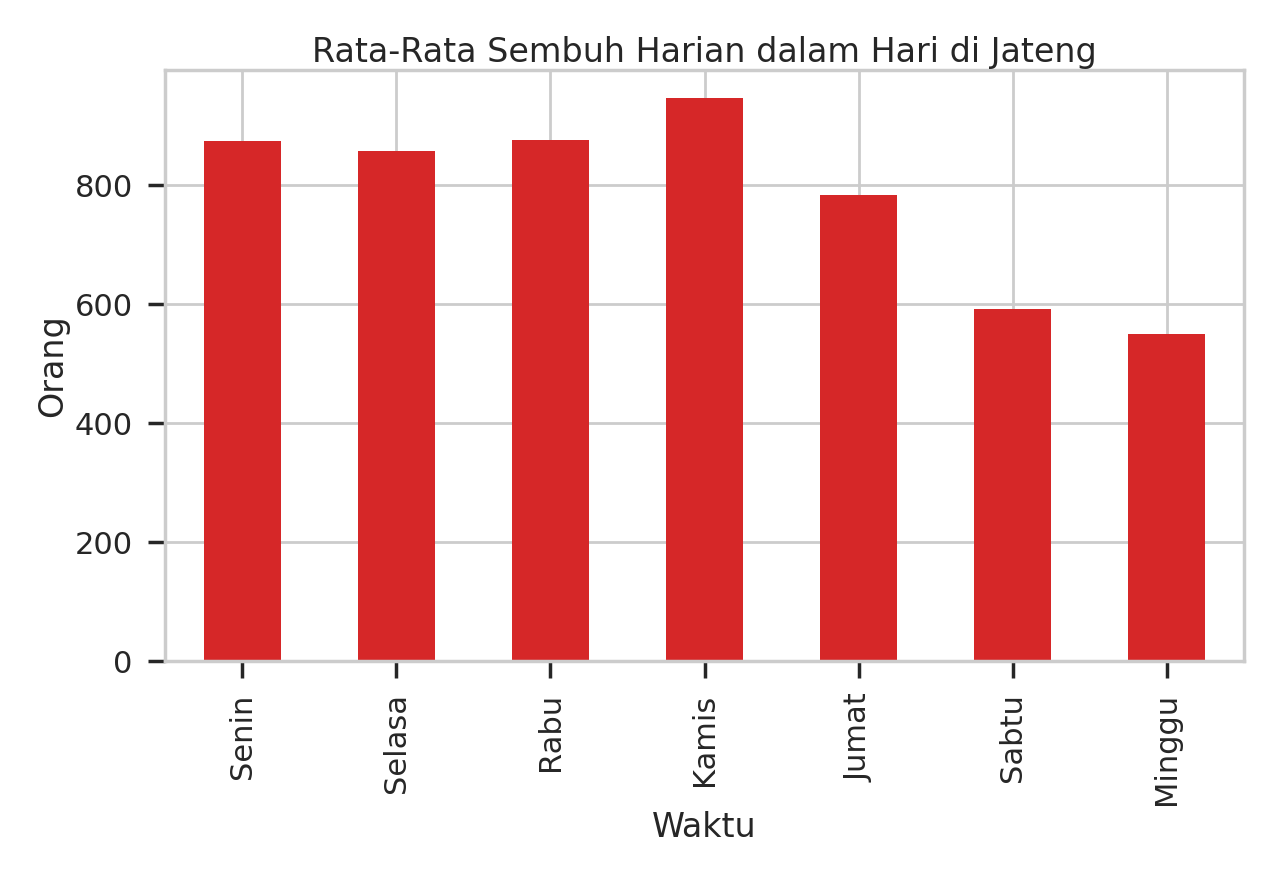 Rata-Rata Sembuh Harian dalam Hari di Jateng
Orang
800
600
400
200
0
Senin
Selasa
Rabu
Kamis
Jumat
Sabtu
Minggu
Waktu